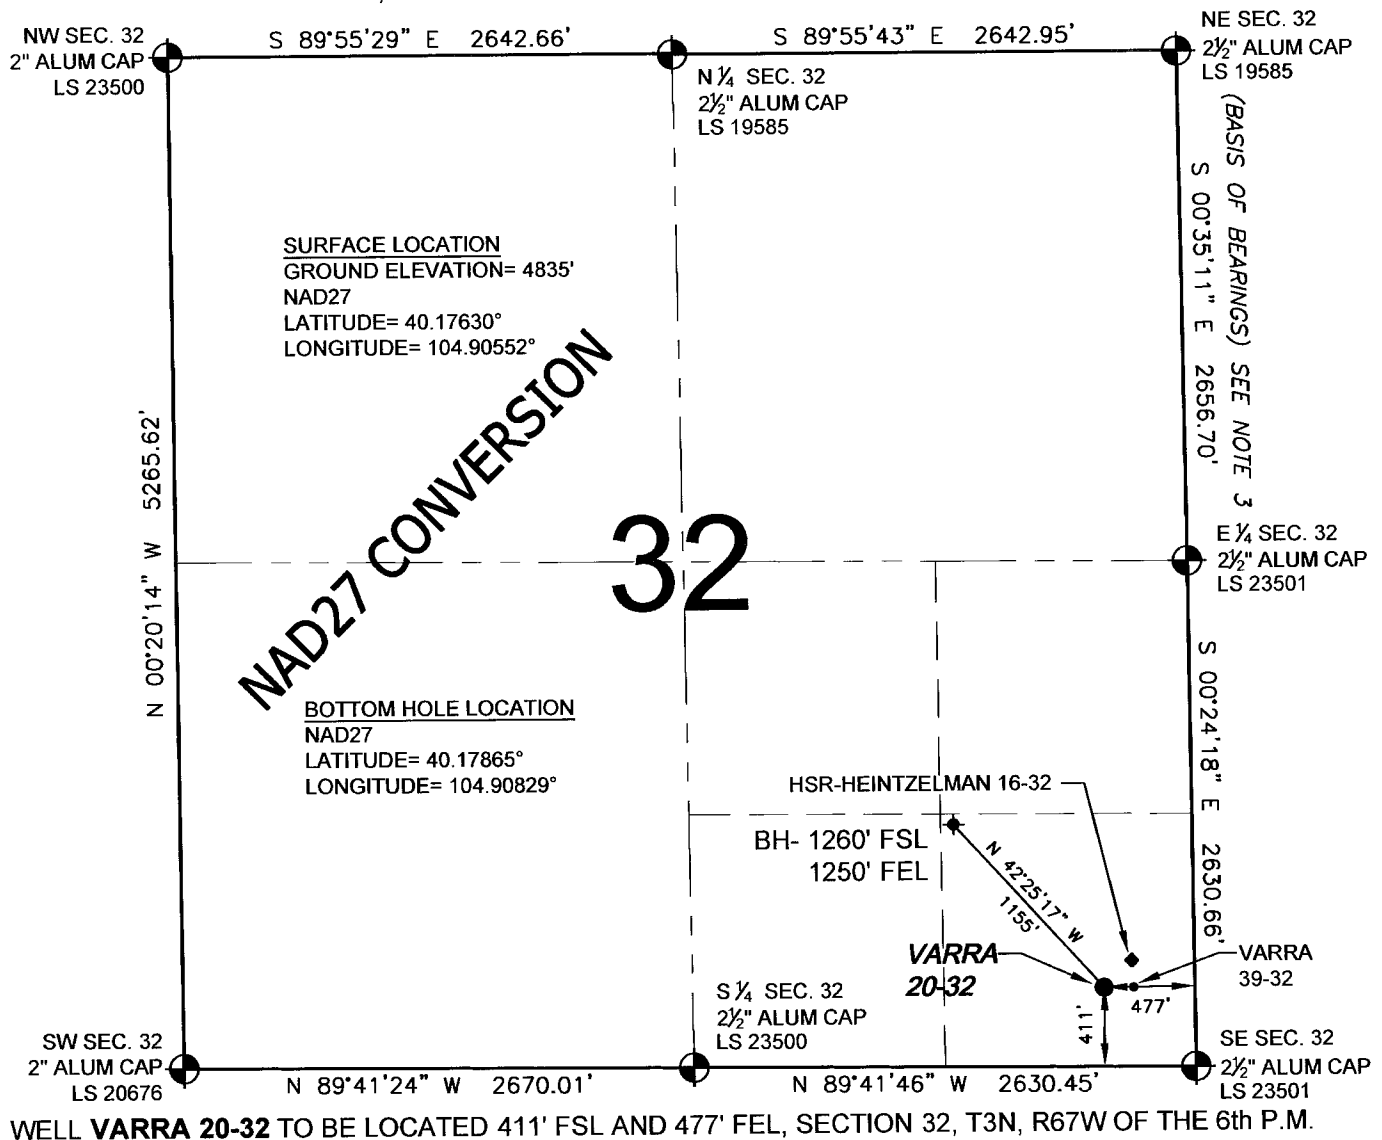 NW SEC. 32
2" ALUM CAP
LS 23500
S 89°55'29" E 2642.66'
N ¼ SEC. 32
2½" ALUM CAP
LS 19585
S 89°55'43" E 2642.95'
NE SEC. 32
2½" ALUM CAP
LS 19585
(BASIS OF BEARINGS) SEE NOTE 3
S 00°35'11" E 2656.70'
SURFACE LOCATION
GROUND ELEVATION= 4835'
NAD27
LATITUDE= 40.17630°
LONGITUDE= 104.90552°
NAD27 CONVERSION
N 00°20'14" W 5265.62'
32
E ¼ SEC. 32
2½" ALUM CAP
LS 23501
S 00°24'18" E 2630.66'
BOTTOM HOLE LOCATION
NAD27
LATITUDE= 40.17865°
LONGITUDE= 104.90829°
HSR-HEINTZELMAN 16-32
BH- 1260' FSL
1250' FEL
N 42°25'17" W
1155'
VARRA
20-32
VARRA
39-32
477'
411'
S ¼ SEC. 32
2½" ALUM CAP
LS 23500
SW SEC. 32
2" ALUM CAP
LS 20676
N 89°41'24" W 2670.01'
N 89°41'46" W 2630.45'
SE SEC. 32
2½" ALUM CAP
LS 23501
WELL VARRA 20-32 TO BE LOCATED 411' FSL AND 477' FEL, SECTION 32, T3N, R67W OF THE 6th P.M.